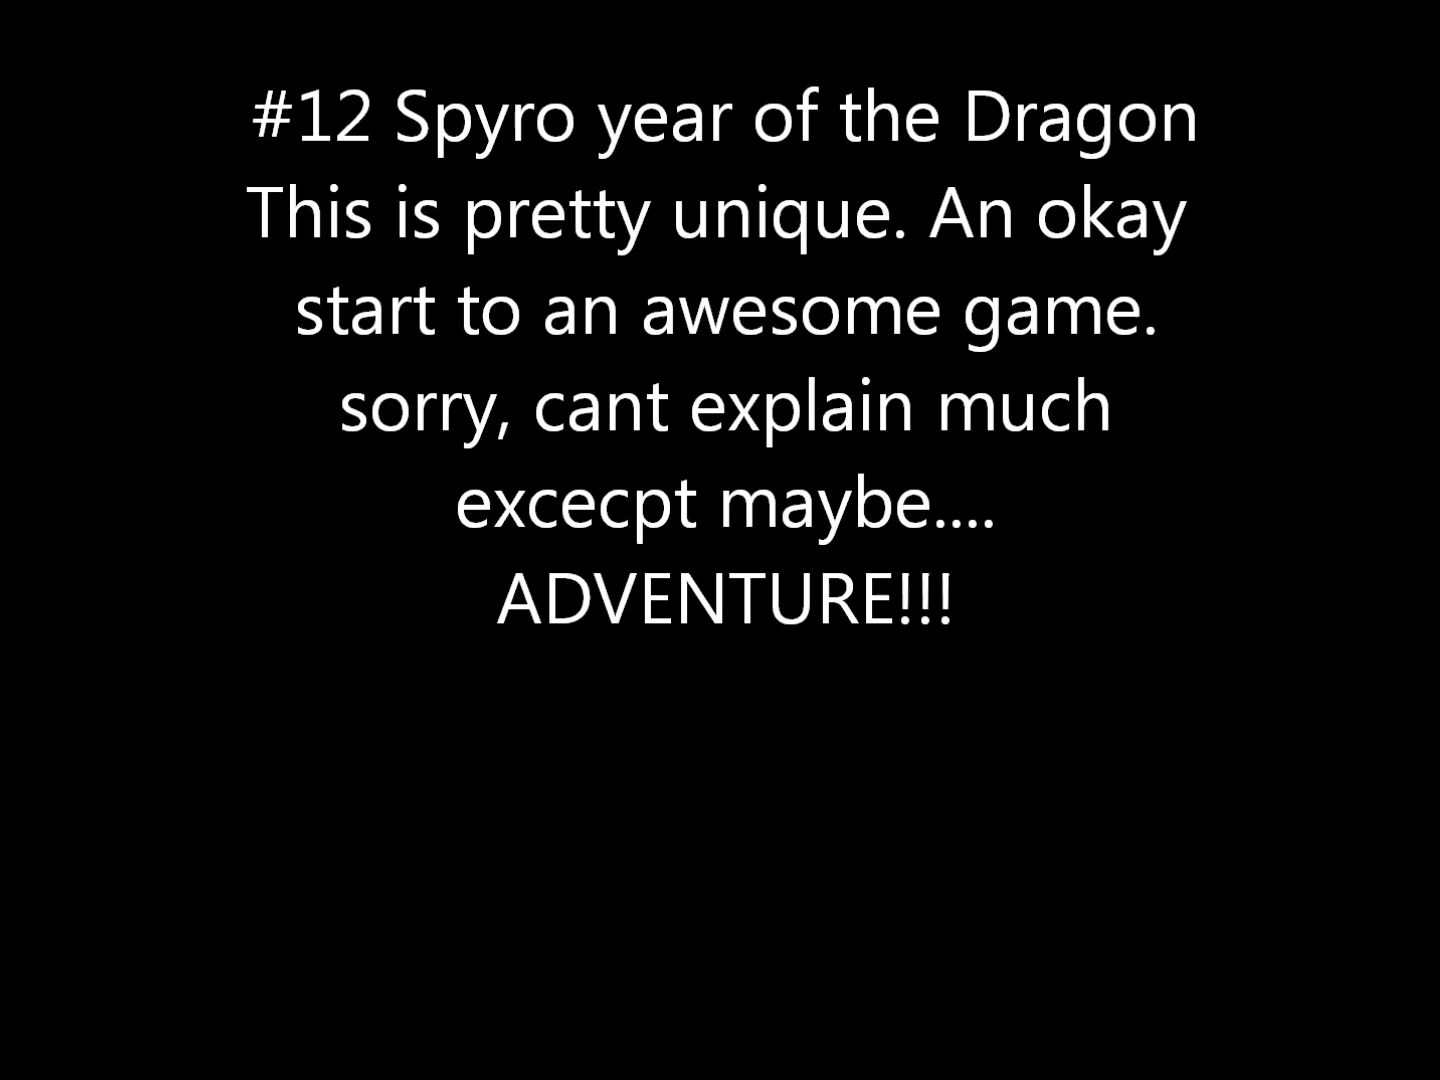 #12 Spyro year of the Dragon
This is pretty unique. An okay
start to an awesome game.
sorry, cant explain much
excecpt maybe....
ADVENTURE!!!